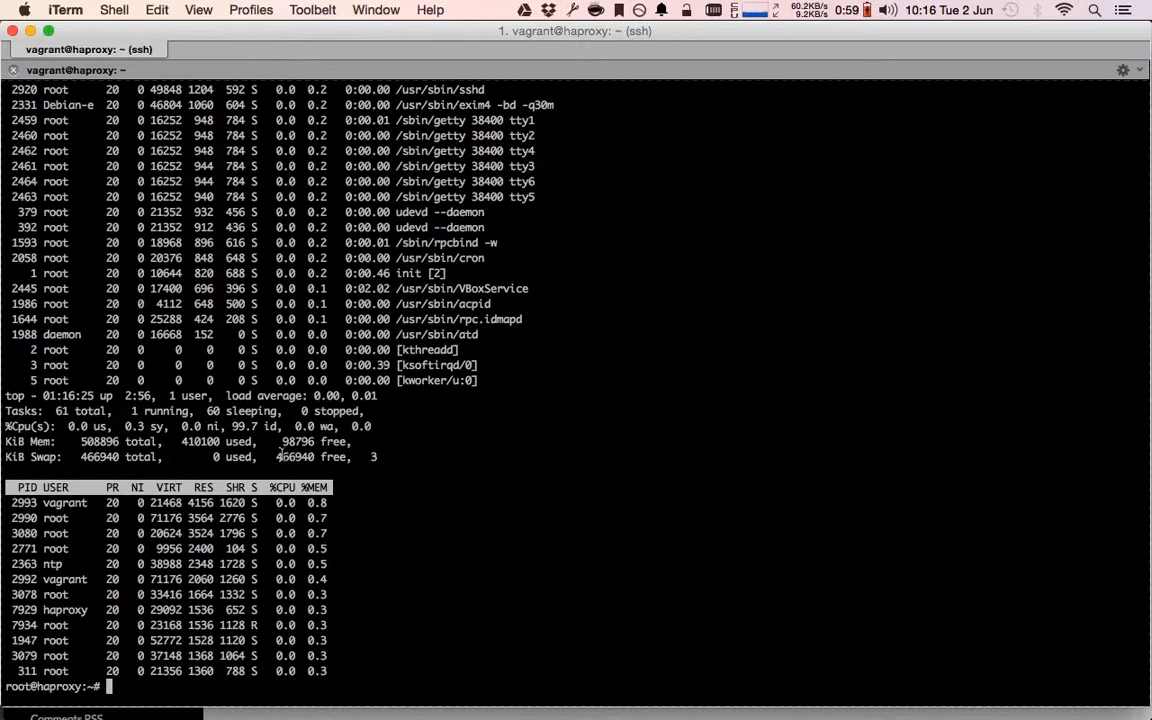 iTerm Shell Edit View Profiles Toolbelt Window Help 60.2KB/s 9.2KB/s 0:59 10:16 Tue 2 Jun
1. vagrant@haproxy: ~ (ssh)
vagrant@haproxy: ~ (ssh)
vagrant@haproxy: ~
2920 root 20 0 49848 1204 592 S 0.0 0.2 0:00.00 /usr/sbin/sshd
2331 Debian-e 20 0 46804 1060 604 S 0.0 0.2 0:00.00 /usr/sbin/exim4 -bd -q30m
2459 root 20 0 16252 948 784 S 0.0 0.2 0:00.01 /sbin/getty 38400 tty1
2460 root 20 0 16252 948 784 S 0.0 0.2 0:00.00 /sbin/getty 38400 tty2
2462 root 20 0 16252 948 784 S 0.0 0.2 0:00.00 /sbin/getty 38400 tty4
2461 root 20 0 16252 944 784 S 0.0 0.2 0:00.00 /sbin/getty 38400 tty3
2464 root 20 0 16252 944 784 S 0.0 0.2 0:00.00 /sbin/getty 38400 tty6
2463 root 20 0 16252 940 784 S 0.0 0.2 0:00.00 /sbin/getty 38400 tty5
379 root 20 0 21352 932 456 S 0.0 0.2 0:00.00 udevd --daemon
392 root 20 0 21352 912 436 S 0.0 0.2 0:00.00 udevd --daemon
1593 root 20 0 18968 896 616 S 0.0 0.2 0:00.01 /sbin/rpcbind -w
2058 root 20 0 20376 848 648 S 0.0 0.2 0:00.00 /usr/sbin/cron
1 root 20 0 10644 820 688 S 0.0 0.2 0:00.46 init [2]
2445 root 20 0 17400 696 396 S 0.0 0.1 0:02.02 /usr/sbin/VBoxService
1986 root 20 0 4112 648 500 S 0.0 0.1 0:00.00 /usr/sbin/acpid
1644 root 20 0 25288 424 208 S 0.0 0.1 0:00.00 /usr/sbin/rpc.idmapd
1988 daemon 20 0 16668 152 0 S 0.0 0.0 0:00.00 /usr/sbin/atd
2 root 20 0 0 0 0 S 0.0 0.0 0:00.00 [kthreadd]
3 root 20 0 0 0 0 S 0.0 0.0 0:00.39 [ksoftirqd/0]
5 root 20 0 0 0 0 S 0.0 0.0 0:00.00 [kworker/u:0]
top - 01:16:25 up 2:56, 1 user, load average: 0.00, 0.01
Tasks: 61 total, 1 running, 60 sleeping, 0 stopped,
%Cpu(s): 0.0 us, 0.3 sy, 0.0 ni, 99.7 id, 0.0 wa, 0.0
KiB Mem: 508896 total, 410100 used, 98796 free,
KiB Swap: 466940 total, 0 used, 466940 free, 3
PID USER PR NI VIRT RES SHR S %CPU %MEM
2993 vagrant 20 0 21468 4156 1620 S 0.0 0.8
2990 root 20 0 71176 3564 2776 S 0.0 0.7
3080 root 20 0 20624 3524 1796 S 0.0 0.7
2771 root 20 0 9956 2400 104 S 0.0 0.5
2363 ntp 20 0 38988 2348 1728 S 0.0 0.5
2992 vagrant 20 0 71176 2060 1260 S 0.0 0.4
3078 root 20 0 33416 1664 1332 S 0.0 0.3
7929 haproxy 20 0 29092 1536 652 S 0.0 0.3
7934 root 20 0 23168 1536 1128 R 0.0 0.3
1947 root 20 0 52772 1528 1120 S 0.0 0.3
3079 root 20 0 37148 1368 1064 S 0.0 0.3
311 root 20 0 21356 1360 788 S 0.0 0.3
root@haproxy:~#
Comments RSS